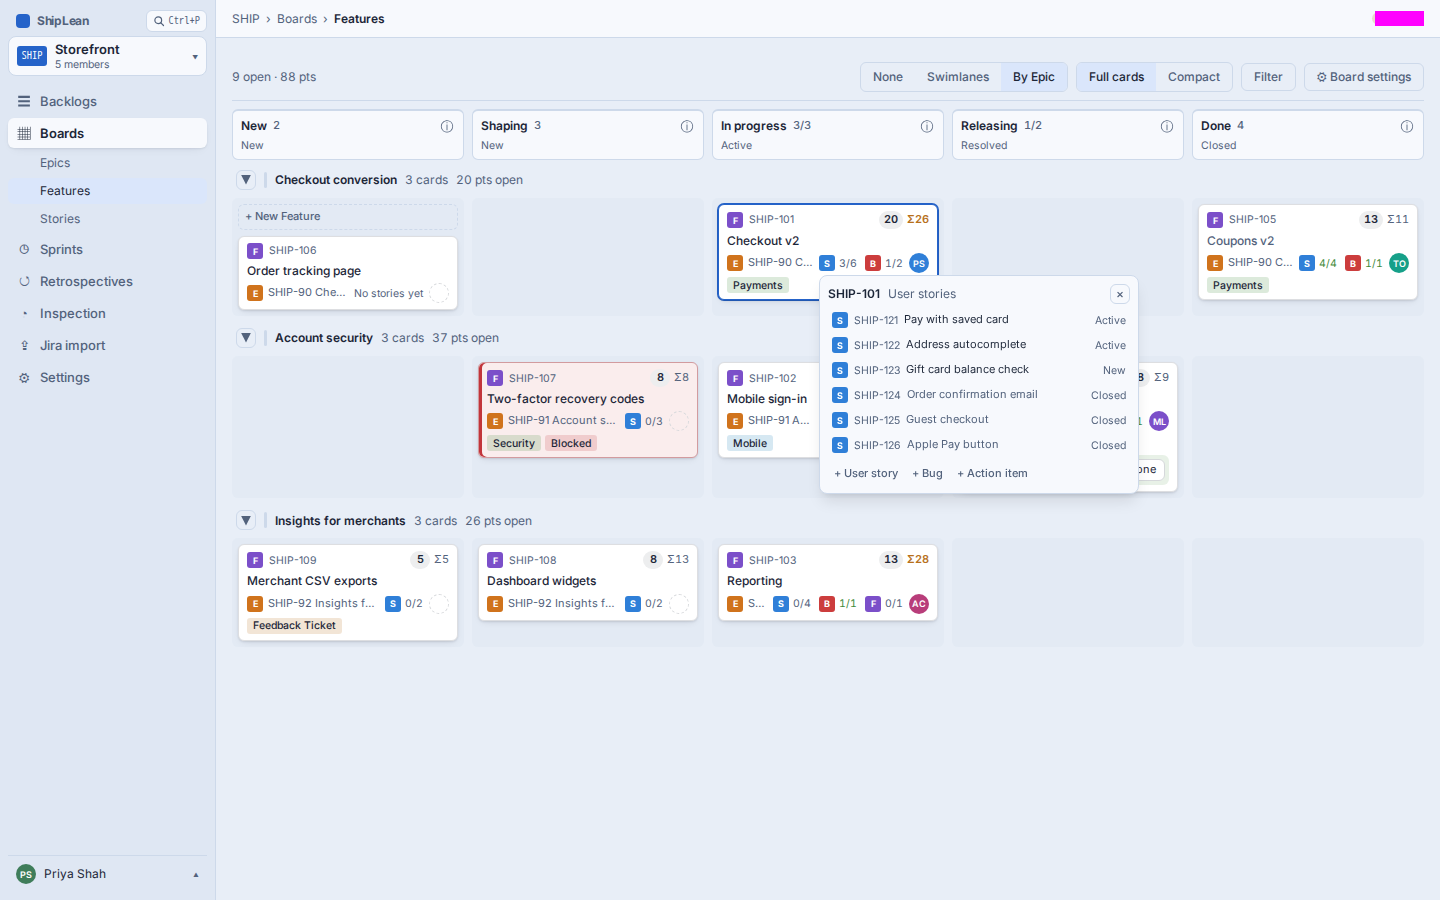 ShipLean
Ctrl+P
SHIP
Storefront
5 members
Backlogs
Boards
Epics
Features
Stories
Sprints
Retrospectives
Inspection
Jira import
Settings
PS Priya Shah
SHIP › Boards › Features
9 open · 88 pts
None Swimlanes By Epic
Full cards Compact
Filter
Board settings
New 2
New
Shaping 3
New
In progress 3/3
Active
Releasing 1/2
Resolved
Done 4
Closed
Checkout conversion 3 cards 20 pts open
+ New Feature
F SHIP-106
Order tracking page
E SHIP-90 Che... No stories yet
F SHIP-101 20 Σ26
Checkout v2
E SHIP-90 C... S 3/6 B 1/2 PS
Payments
F SHIP-105 13 Σ11
Coupons v2
E SHIP-90 C... S 4/4 B 1/1 TO
Payments
SHIP-101 User stories ×
S SHIP-121 Pay with saved card Active
S SHIP-122 Address autocomplete Active
S SHIP-123 Gift card balance check New
S SHIP-124 Order confirmation email Closed
S SHIP-125 Guest checkout Closed
S SHIP-126 Apple Pay button Closed
+ User story + Bug + Action item
Account security 3 cards 37 pts open
F SHIP-107 8 Σ8
Two-factor recovery codes
E SHIP-91 Account s... S 0/3
Security Blocked
F SHIP-102
Mobile sign-in
E SHIP-91 A...
Mobile
8 Σ9
1 ML
one
Insights for merchants 3 cards 26 pts open
F SHIP-109 5 Σ5
Merchant CSV exports
E SHIP-92 Insights f... S 0/2
Feedback Ticket
F SHIP-108 8 Σ13
Dashboard widgets
E SHIP-92 Insights f... S 0/2
F SHIP-103 13 Σ28
Reporting
E S... S 0/4 B 1/1 F 0/1 AC